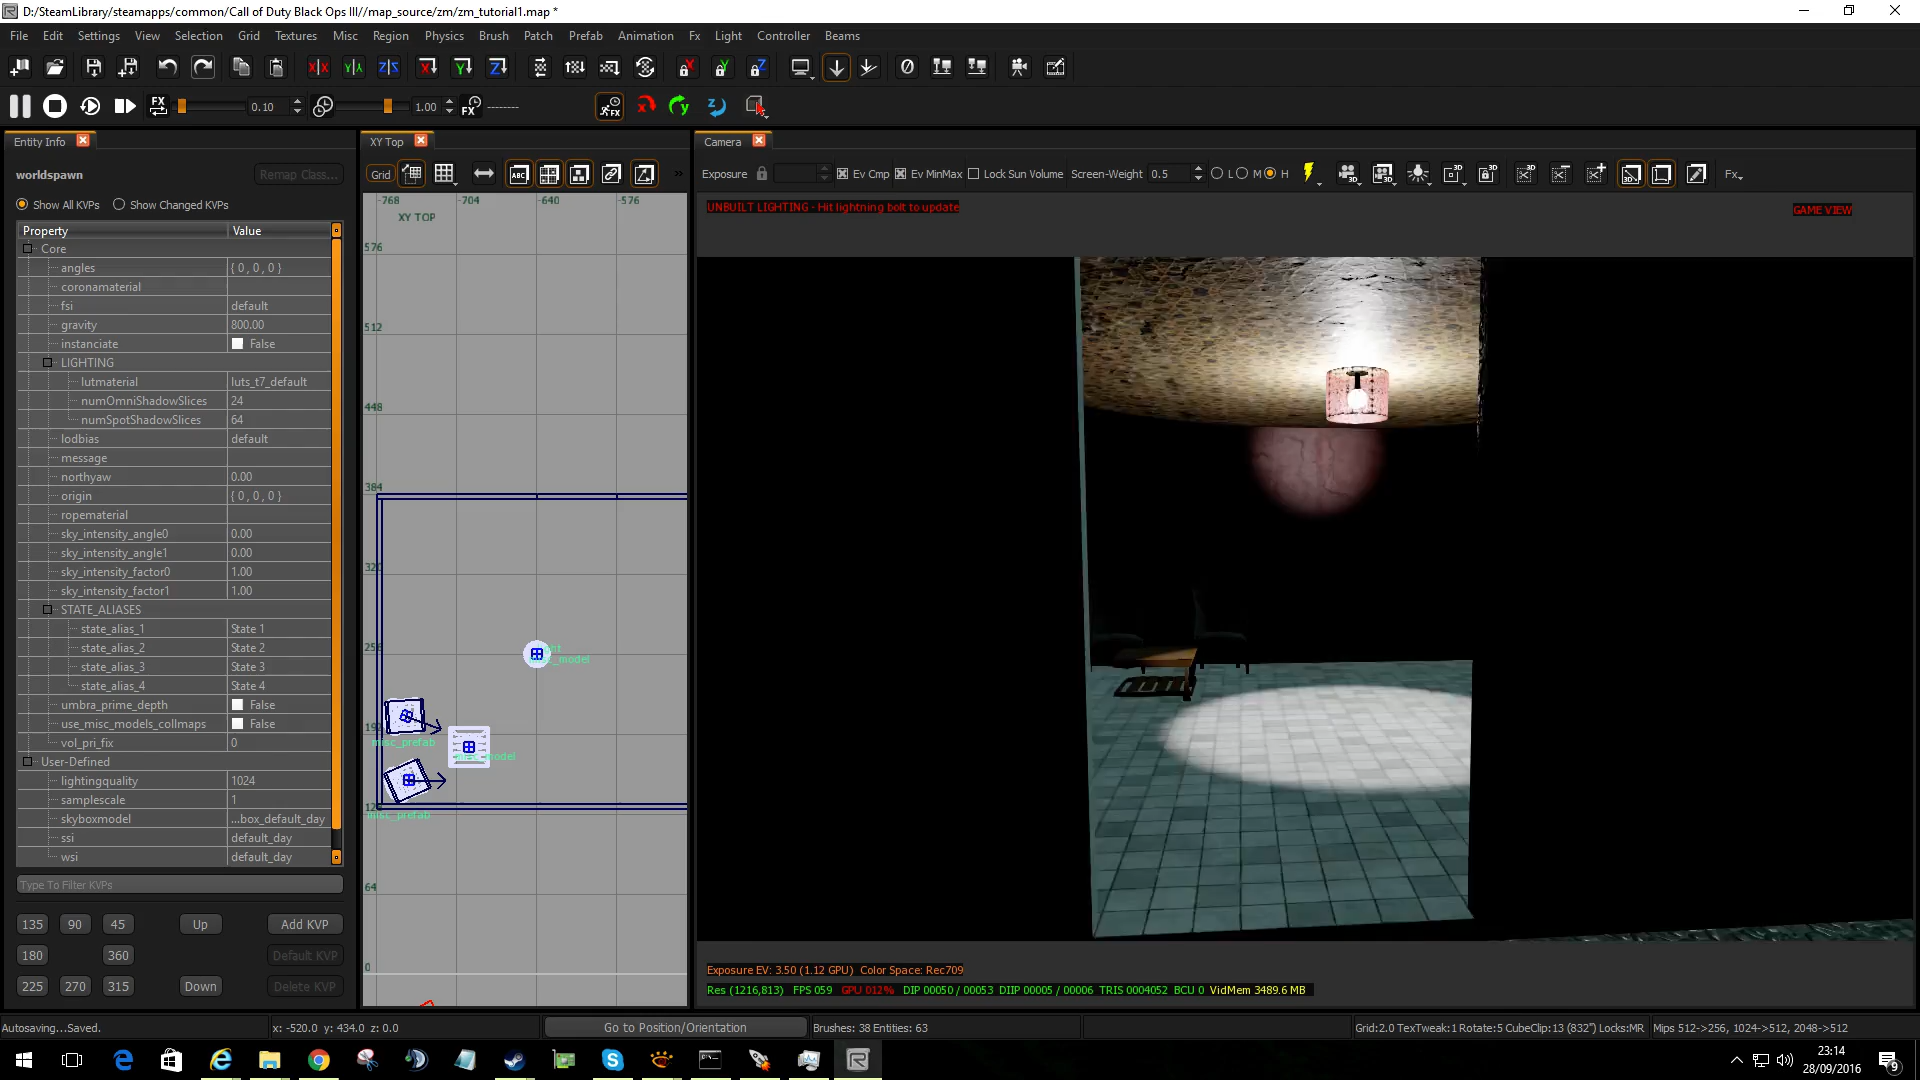 D:/SteamLibrary/steamapps/common/Call of Duty Black Ops III//map_source/zm/zm_tutorial1.map *
File Edit Settings View Selection Grid Textures Misc Region Physics Brush Patch Prefab Animation Fx Light Controller Beams
FX 0.10 1.00 FX --------
Entity Info
XY Top
Camera
worldspawn Remap Class...
Show All KVPs Show Changed KVPs
Property Value
Core
angles { 0 , 0 , 0 }
coronamaterial
fsi default
gravity 800.00
instanciate False
LIGHTING
lutmaterial luts_t7_default
numOmniShadowSlices 24
numSpotShadowSlices 64
lodbias default
message
northyaw 0.00
origin { 0 , 0 , 0 }
ropematerial
sky_intensity_angle0 0.00
sky_intensity_angle1 0.00
sky_intensity_factor0 1.00
sky_intensity_factor1 1.00
STATE_ALIASES
state_alias_1 State 1
state_alias_2 State 2
state_alias_3 State 3
state_alias_4 State 4
umbra_prime_depth False
use_misc_models_collmaps False
vol_pri_fix 0
User-Defined
lightingquality 1024
samplescale 1
skyboxmodel ...box_default_day
ssi default_day
wsi default_day
Type To Filter KVPs
135 90 45 Up Add KVP
180 360 Default KVP
225 270 315 Down Delete KVP
Grid ABC »
-768 -704 -640 -576
XY TOP
576
512
448
384
320
256
misc_model
192
misc_prefab
misc_model
128
misc_prefab
64
0
Exposure Ev Cmp Ev MinMax Lock Sun Volume Screen-Weight 0.5 L M H Fx
UNBUILT LIGHTING - Hit lightning bolt to update
GAME VIEW
Exposure EV: 3.50 (1.12 GPU) Color Space: Rec709
Res (1216,813) FPS 059 GPU 012% DIP 00050 / 00053 DIIP 00005 / 00006 TRIS 0004052 BCU 0 VidMem 3489.6 MB
Autosaving...Saved. x: -520.0 y: 434.0 z: 0.0 Go to Position/Orientation Brushes: 38 Entities: 63 Grid:2.0 TexTweak:1 Rotate:5 CubeClip:13 (832") Locks:MR Mips 512->256, 1024->512, 2048->512
23:14
28/09/2016
9